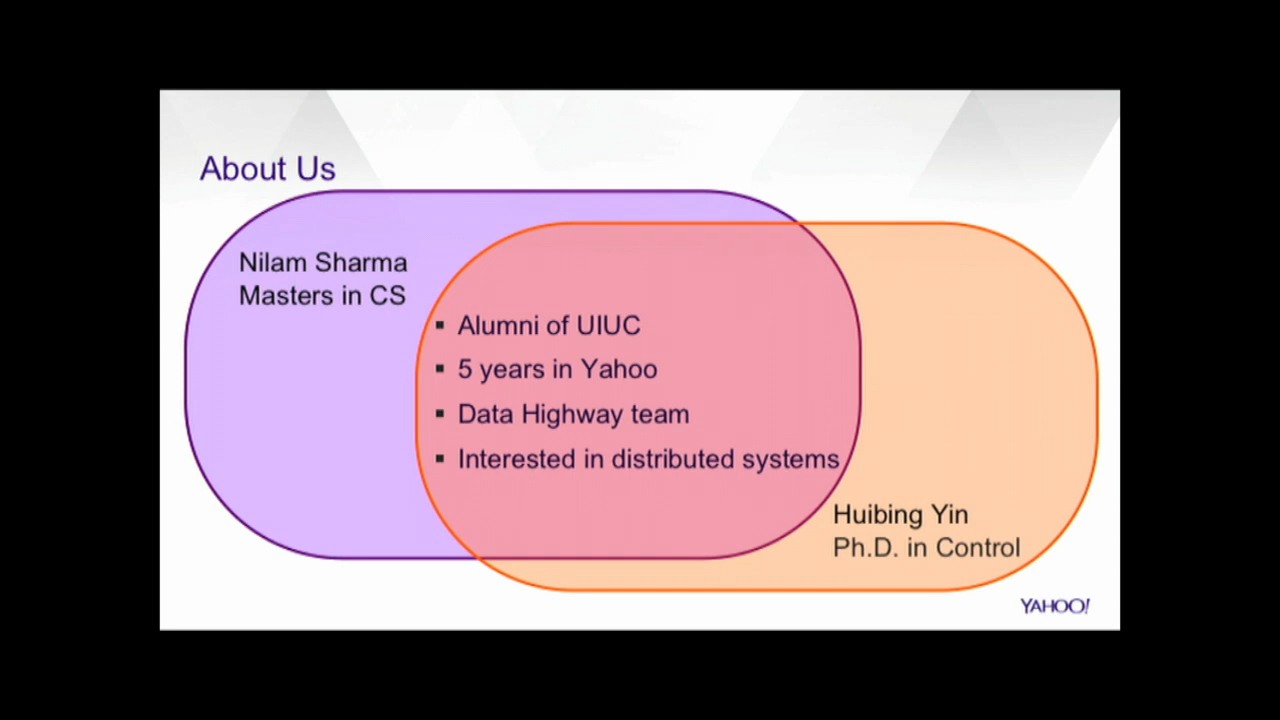 About Us
Nilam Sharma
Masters in CS
▪ Alumni of UIUC
▪ 5 years in Yahoo
▪ Data Highway team
▪ Interested in distributed systems
Huibing Yin
Ph.D. in Control
YAHOO!